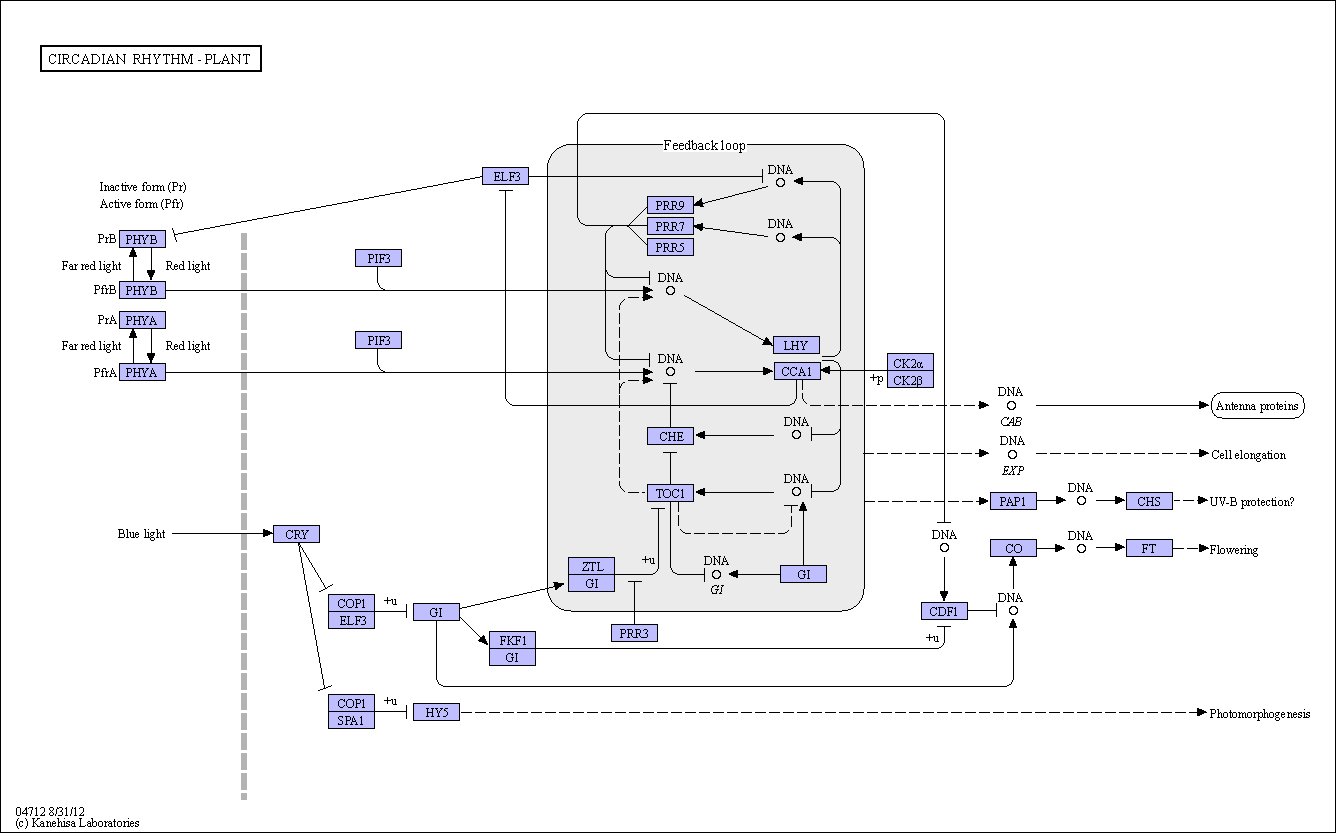 CIRCADIAN RHYTHM - PLANT
Feedback loop
ELF3
DNA
Inactive form (Pr)
Active form (Pfr)
PRR9
PRR7
DNA
PRR5
PrB PHYB
Far red light
Red light
PIF3
PfrB PHYB
DNA
PrA PHYA
Far red light
Red light
PIF3
PfrA PHYA
LHY
DNA
CCA1
+p
CK2α
CK2β
DNA
CAB
Antenna proteins
CHE
DNA
DNA
EXP
Cell elongation
TOC1
DNA
PAP1
DNA
CHS
UV-B protection?
Blue light
CRY
DNA
CO
DNA
FT
Flowering
ZTL
GI
+u
DNA
GI
GI
COP1
ELF3
+u
GI
CDF1
DNA
PRR3
+u
FKF1
GI
COP1
SPA1
+u
HY5
Photomorphogenesis
04712 8/31/12
(c) Kanehisa Laboratories